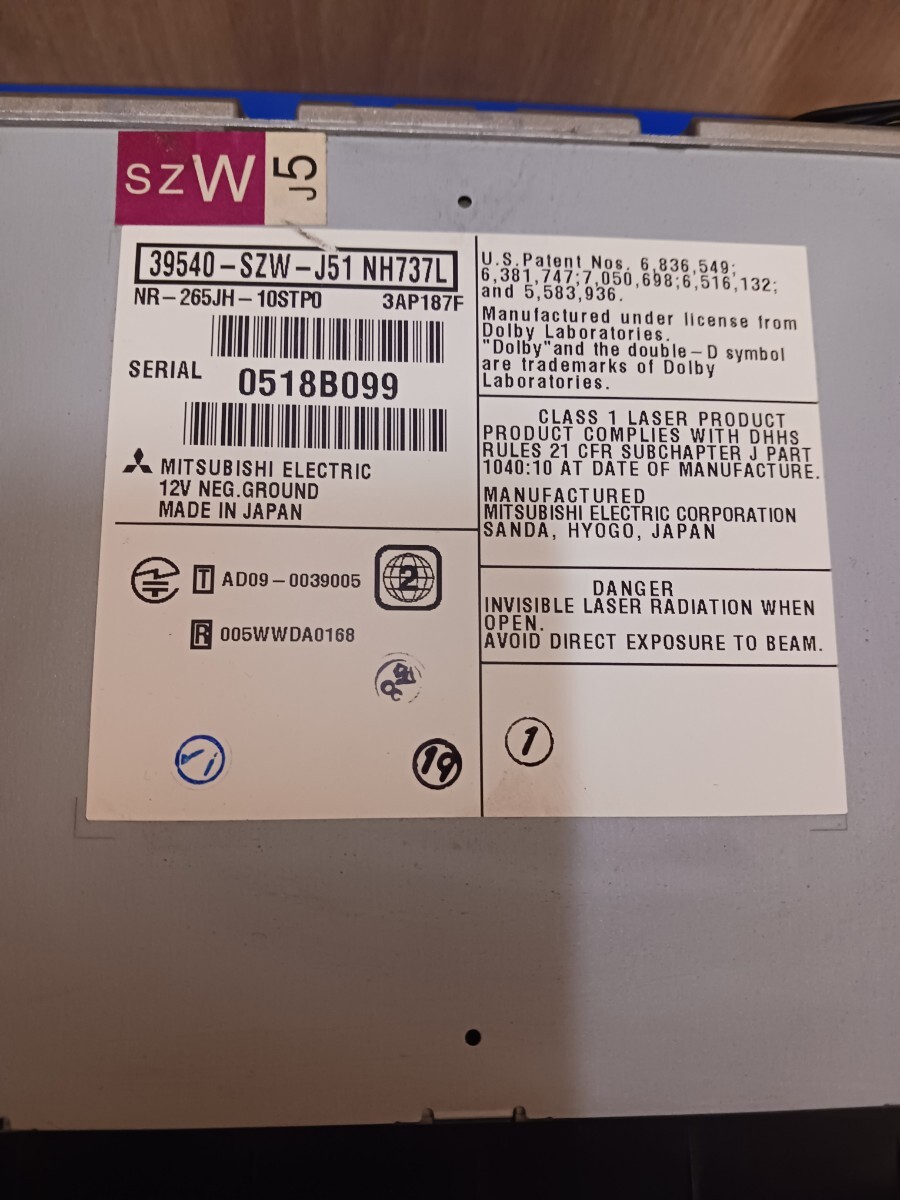 SZW J5
39540-SZW-J51 NH737L
NR-265JH-10STP0 3AP187F
SERIAL 0518B099
MITSUBISHI ELECTRIC
12V NEG.GROUND
MADE IN JAPAN
T AD09-0039005
2
R 005WWDA0168
19
U.S.Patent Nos. 6,836,549;
6,381,747;7,050,698;6,516,132;
and 5,583,936.
Manufactured under license from
Dolby Laboratories.
"Dolby"and the double-D symbol
are trademarks of Dolby
Laboratories.
CLASS 1 LASER PRODUCT
PRODUCT COMPLIES WITH DHHS
RULES 21 CFR SUBCHAPTER J PART
1040:10 AT DATE OF MANUFACTURE.
MANUFACTURED
MITSUBISHI ELECTRIC CORPORATION
SANDA, HYOGO, JAPAN
DANGER
INVISIBLE LASER RADIATION WHEN
OPEN.
AVOID DIRECT EXPOSURE TO BEAM.
1